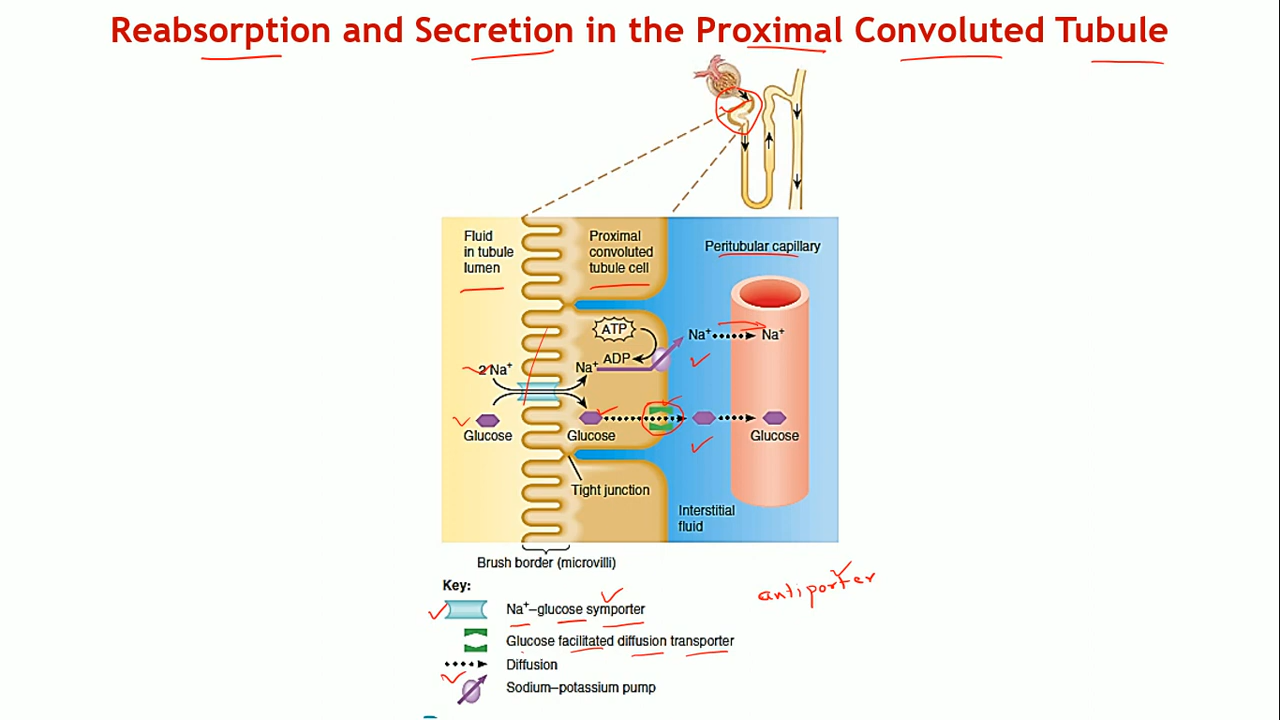 Reabsorption and Secretion in the Proximal Convoluted Tubule
Fluid
in tubule
lumen
Proximal
convoluted
tubule cell
Peritubular capillary
ATP
ADP
Na⁺
Na⁺
2 Na⁺
Na⁺
Glucose
Glucose
Glucose
Tight junction
Interstitial
fluid
Brush border (microvilli)
Key:
antiporter
Na⁺–glucose symporter
Glucose facilitated diffusion transporter
Diffusion
Sodium–potassium pump